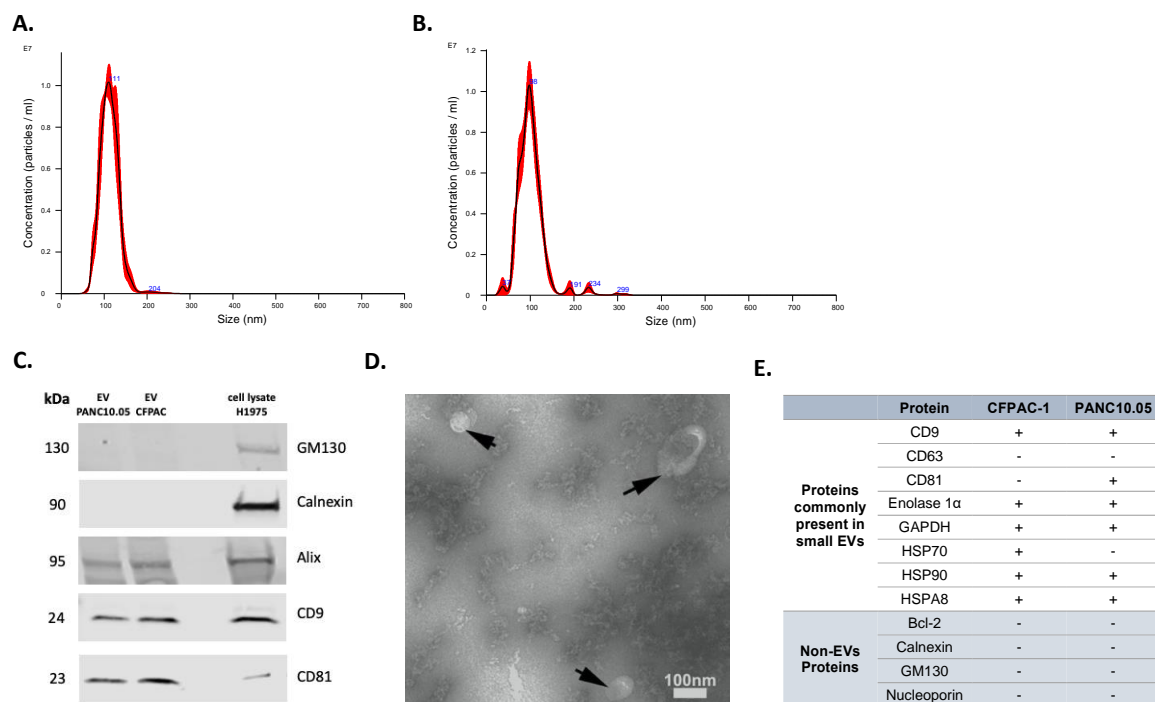 A.
E7
Concentration (particles / ml)
1.0
0.8
0.6
0.4
0.2
0
11
204
0 100 200 300 400 500 600 700 800
Size (nm)
B.
E7
Concentration (particles / ml)
1.2
1.0
0.8
0.6
0.4
0.2
0
98
91
234
299
0 100 200 300 400 500 600 700 800
Size (nm)
C.
kDa
EV PANC10.05
EV CFPAC
cell lysate H1975
130 GM130
90 Calnexin
95 Alix
24 CD9
23 CD81
D.
100nm
E.
Protein CFPAC-1 PANC10.05
Proteins commonly present in small EVs
CD9 + +
CD63 - -
CD81 - +
Enolase 1α + +
GAPDH + +
HSP70 + -
HSP90 + +
HSPA8 + +
Non-EVs Proteins
Bcl-2 - -
Calnexin - -
GM130 - -
Nucleoporin - -